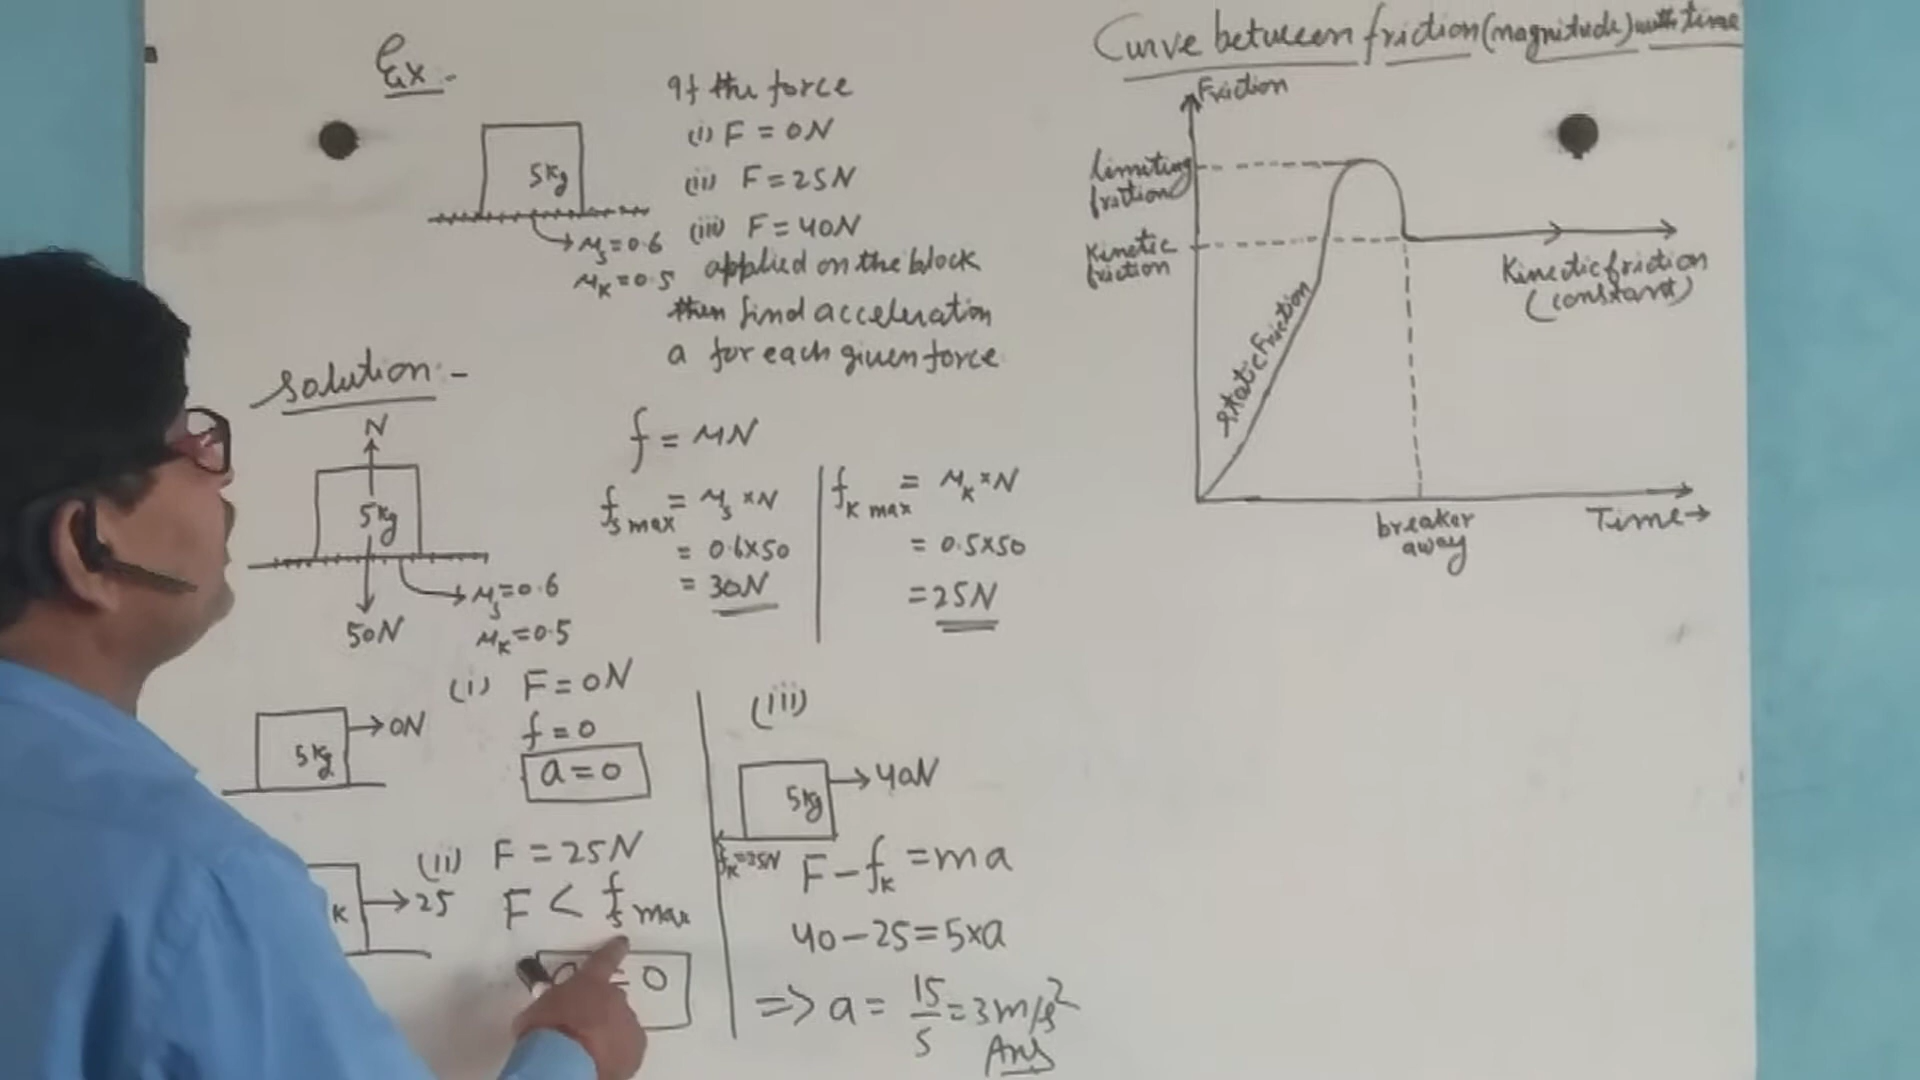 Ex.-
5kg
μs=0.6
μK=0.5
If the force
(i) F = 0N
(ii) F = 25N
(iii) F = 40N
applied on the block
then find acceleration
a for each given force
Solution:-
N
5kg
50N
μs=0.6
μK=0.5
f = μN
fs max = μs × N
= 0.6×50
= 30N
fK max = μK × N
= 0.5×50
= 25N
5kg
0N
(i) F = 0N
f = 0
a = 0
K
25
(ii) F = 25N
F < fs max
= 0
(iii)
5kg
40N
F - fK = ma
40 - 25 = 5×a
=> a = 15/5 = 3m/s²
Ans
Curve between friction (magnitude) with time
Friction
limiting
friction
Kinetic
friction
Static Friction
Kinetic friction
(constant)
breaker
away
Time→